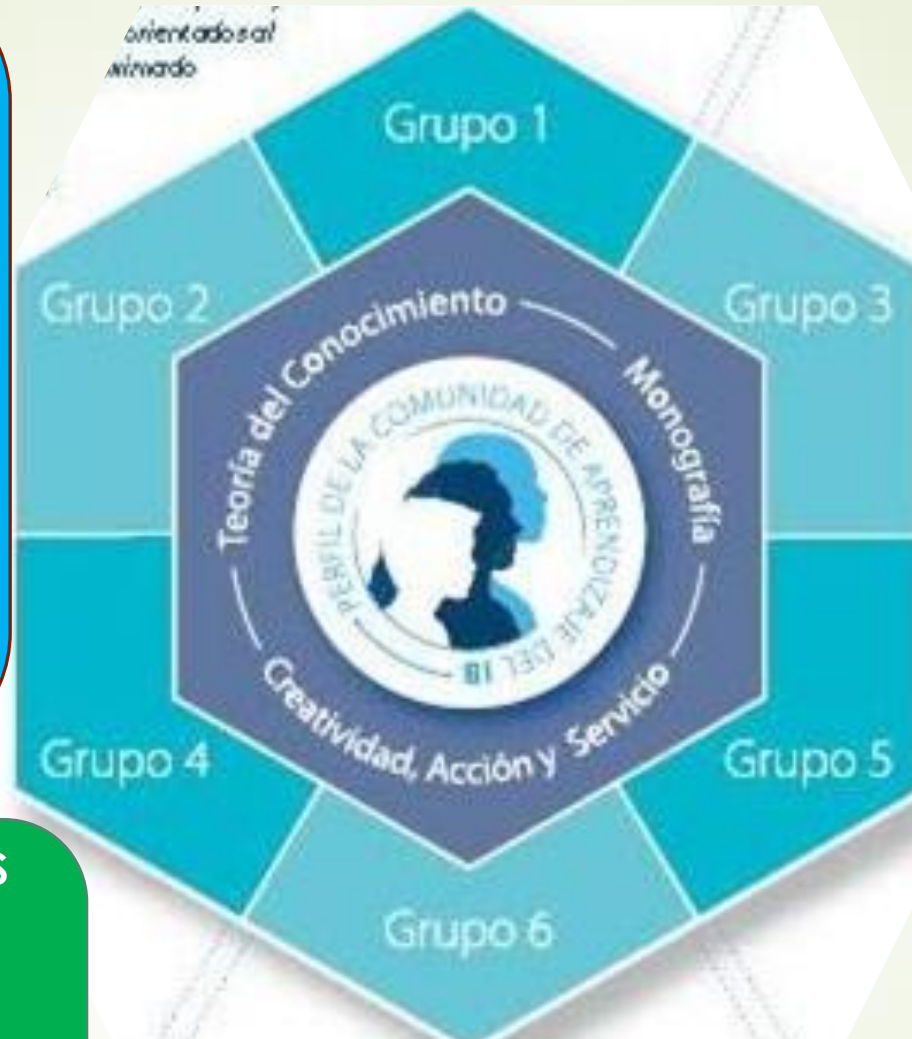 orientados al
Grupo 1
Grupo 2
Grupo 3
Teoría del Conocimiento
Monografía
PERFIL DE LA COMUNIDAD DE APRENDIZAJE DEL IB
Creatividad, Acción y Servicio
Grupo 4
Grupo 5
s
Grupo 6